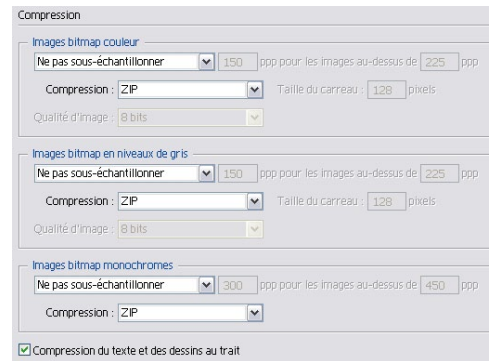 Compression
Images bitmap couleur
Ne pas sous-échantillonner 150 ppp pour les images au-dessus de 225 ppp
Compression : ZIP Taille du carreau : 128 pixels
Qualité d'image : 8 bits
Images bitmap en niveaux de gris
Ne pas sous-échantillonner 150 ppp pour les images au-dessus de 225 ppp
Compression : ZIP Taille du carreau : 128 pixels
Qualité d'image : 8 bits
Images bitmap monochromes
Ne pas sous-échantillonner 300 ppp pour les images au-dessus de 450 ppp
Compression : ZIP
Compression du texte et des dessins au trait